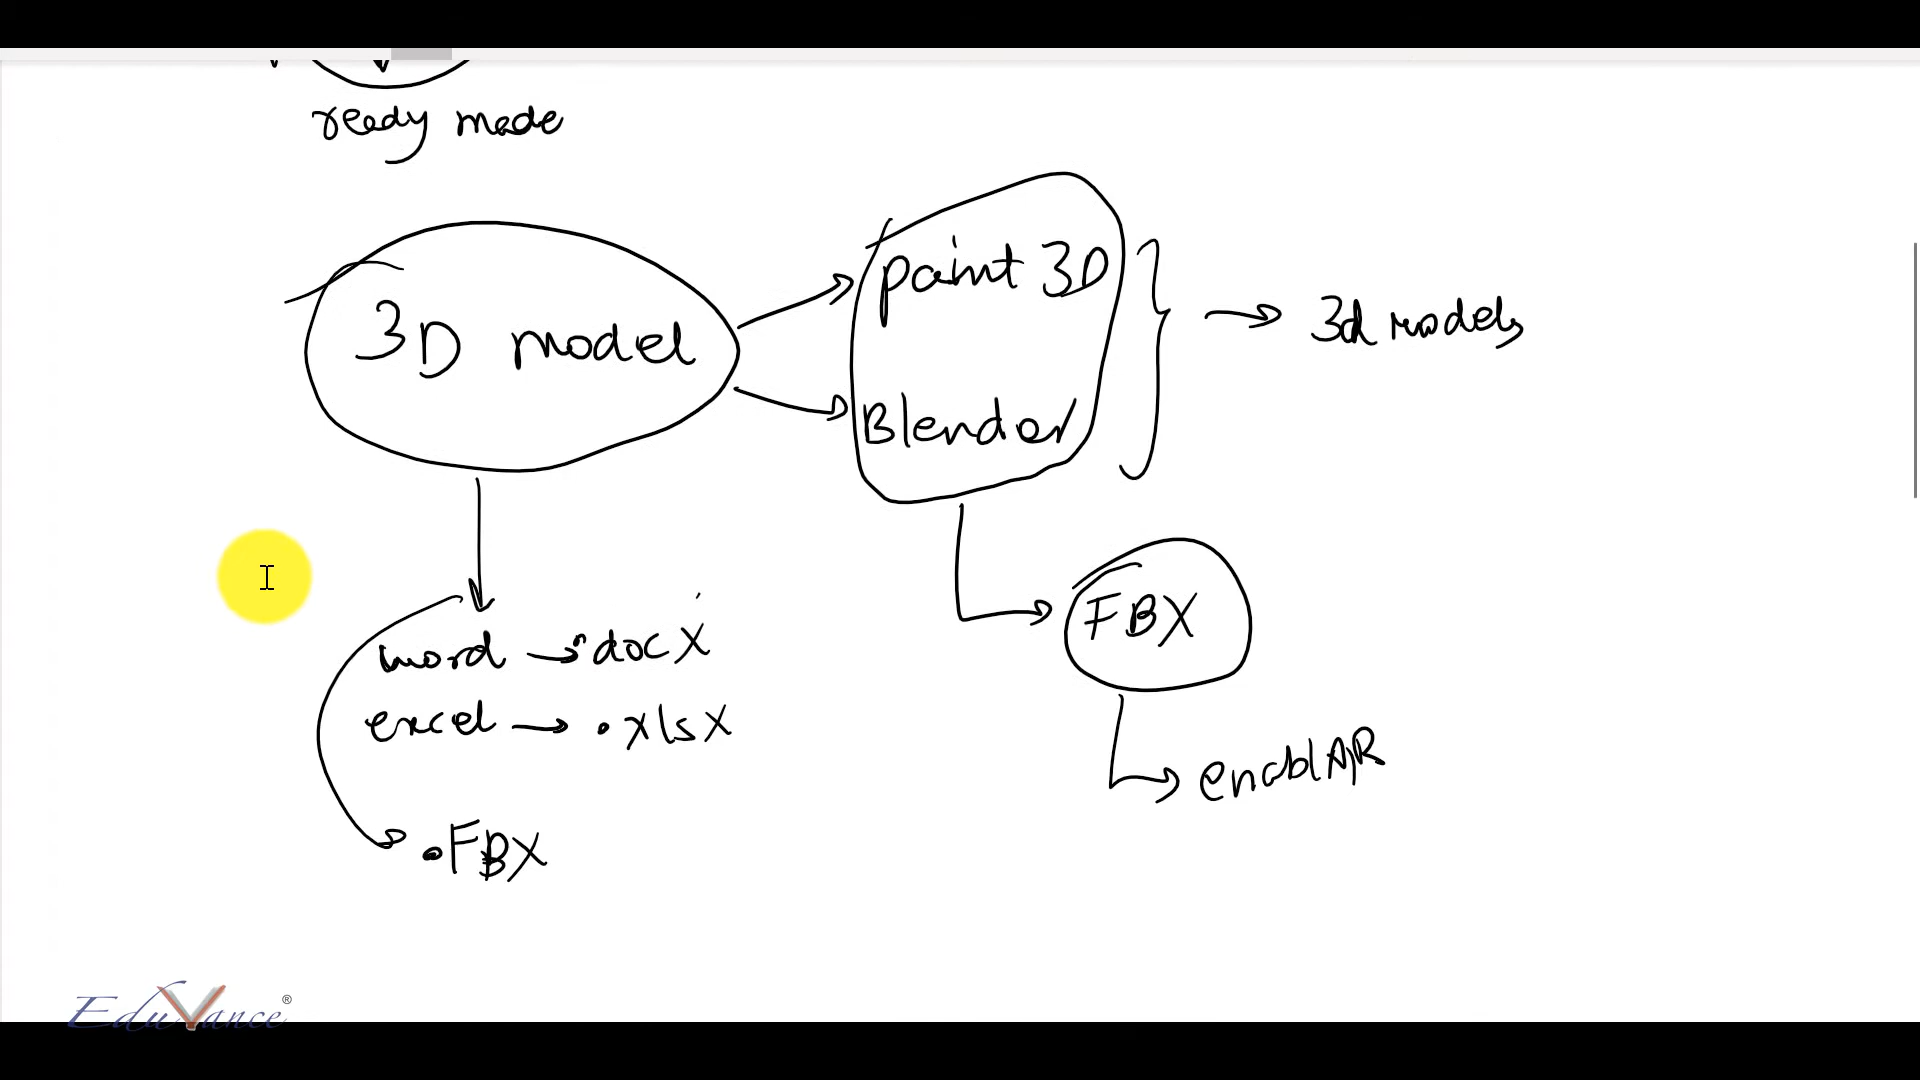 ready made
3D model
paint 3D
Blender
3d models
FBX
enablAR
word → .docX
excel → .xlsX
.FBX
EduVance®